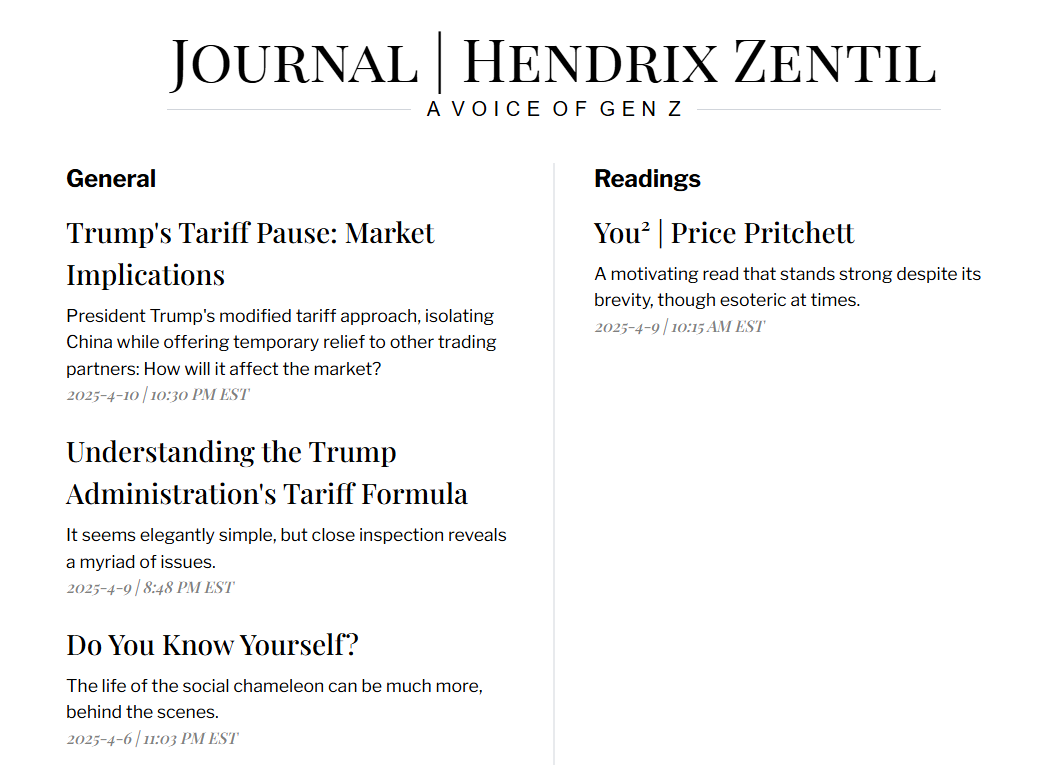 Journal | Hendrix Zentil
A VOICE OF GEN Z
General
Trump's Tariff Pause: Market
Implications
President Trump's modified tariff approach, isolating
China while offering temporary relief to other trading
partners: How will it affect the market?
2025-4-10 | 10:30 PM EST
Understanding the Trump
Administration's Tariff Formula
It seems elegantly simple, but close inspection reveals
a myriad of issues.
2025-4-9 | 8:48 PM EST
Do You Know Yourself?
The life of the social chameleon can be much more,
behind the scenes.
2025-4-6 | 11:03 PM EST
Readings
You² | Price Pritchett
A motivating read that stands strong despite its
brevity, though esoteric at times.
2025-4-9 | 10:15 AM EST